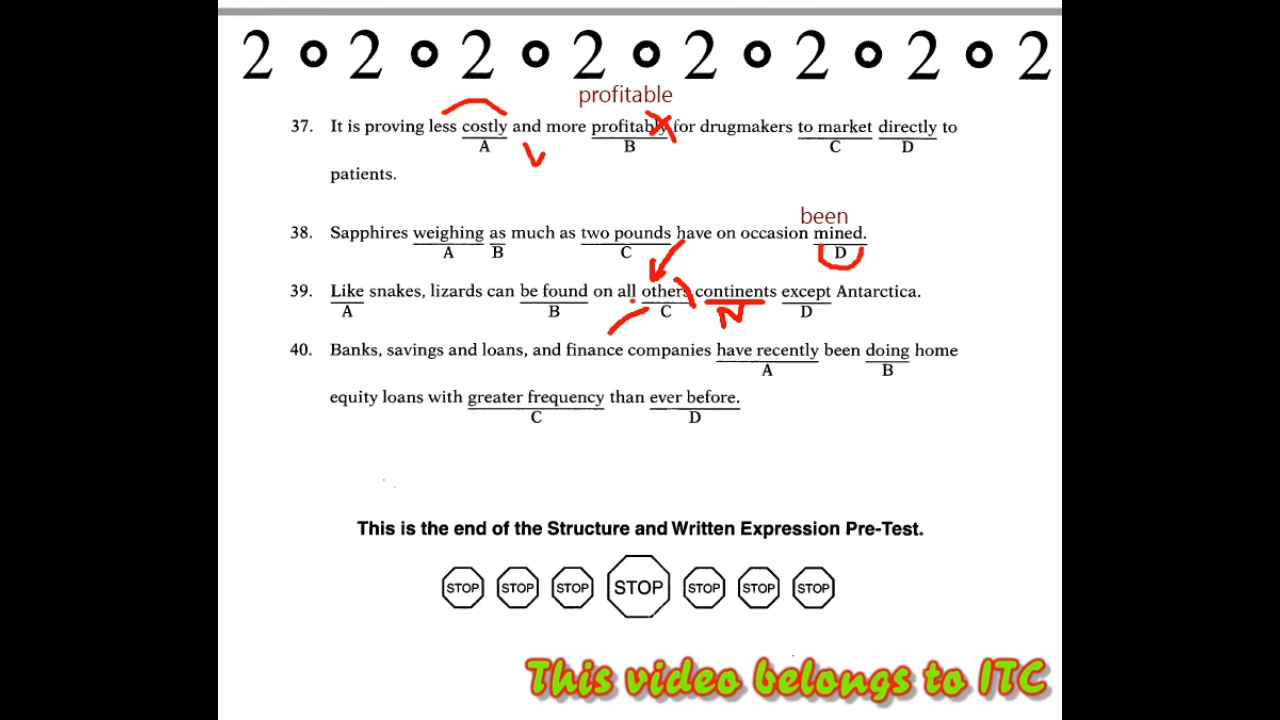 2 o 2 o 2 o 2 o 2 o 2 o 2 o 2
profitable
37. It is proving less costly and more profitably for drugmakers to market directly to
A B C D
patients.
been
38. Sapphires weighing as much as two pounds have on occasion mined.
A B C D
39. Like snakes, lizards can be found on all others continents except Antarctica.
A B C N D
40. Banks, savings and loans, and finance companies have recently been doing home
A B
equity loans with greater frequency than ever before.
C D
This is the end of the Structure and Written Expression Pre-Test.
STOP STOP STOP STOP STOP STOP STOP
This video belongs to ITC